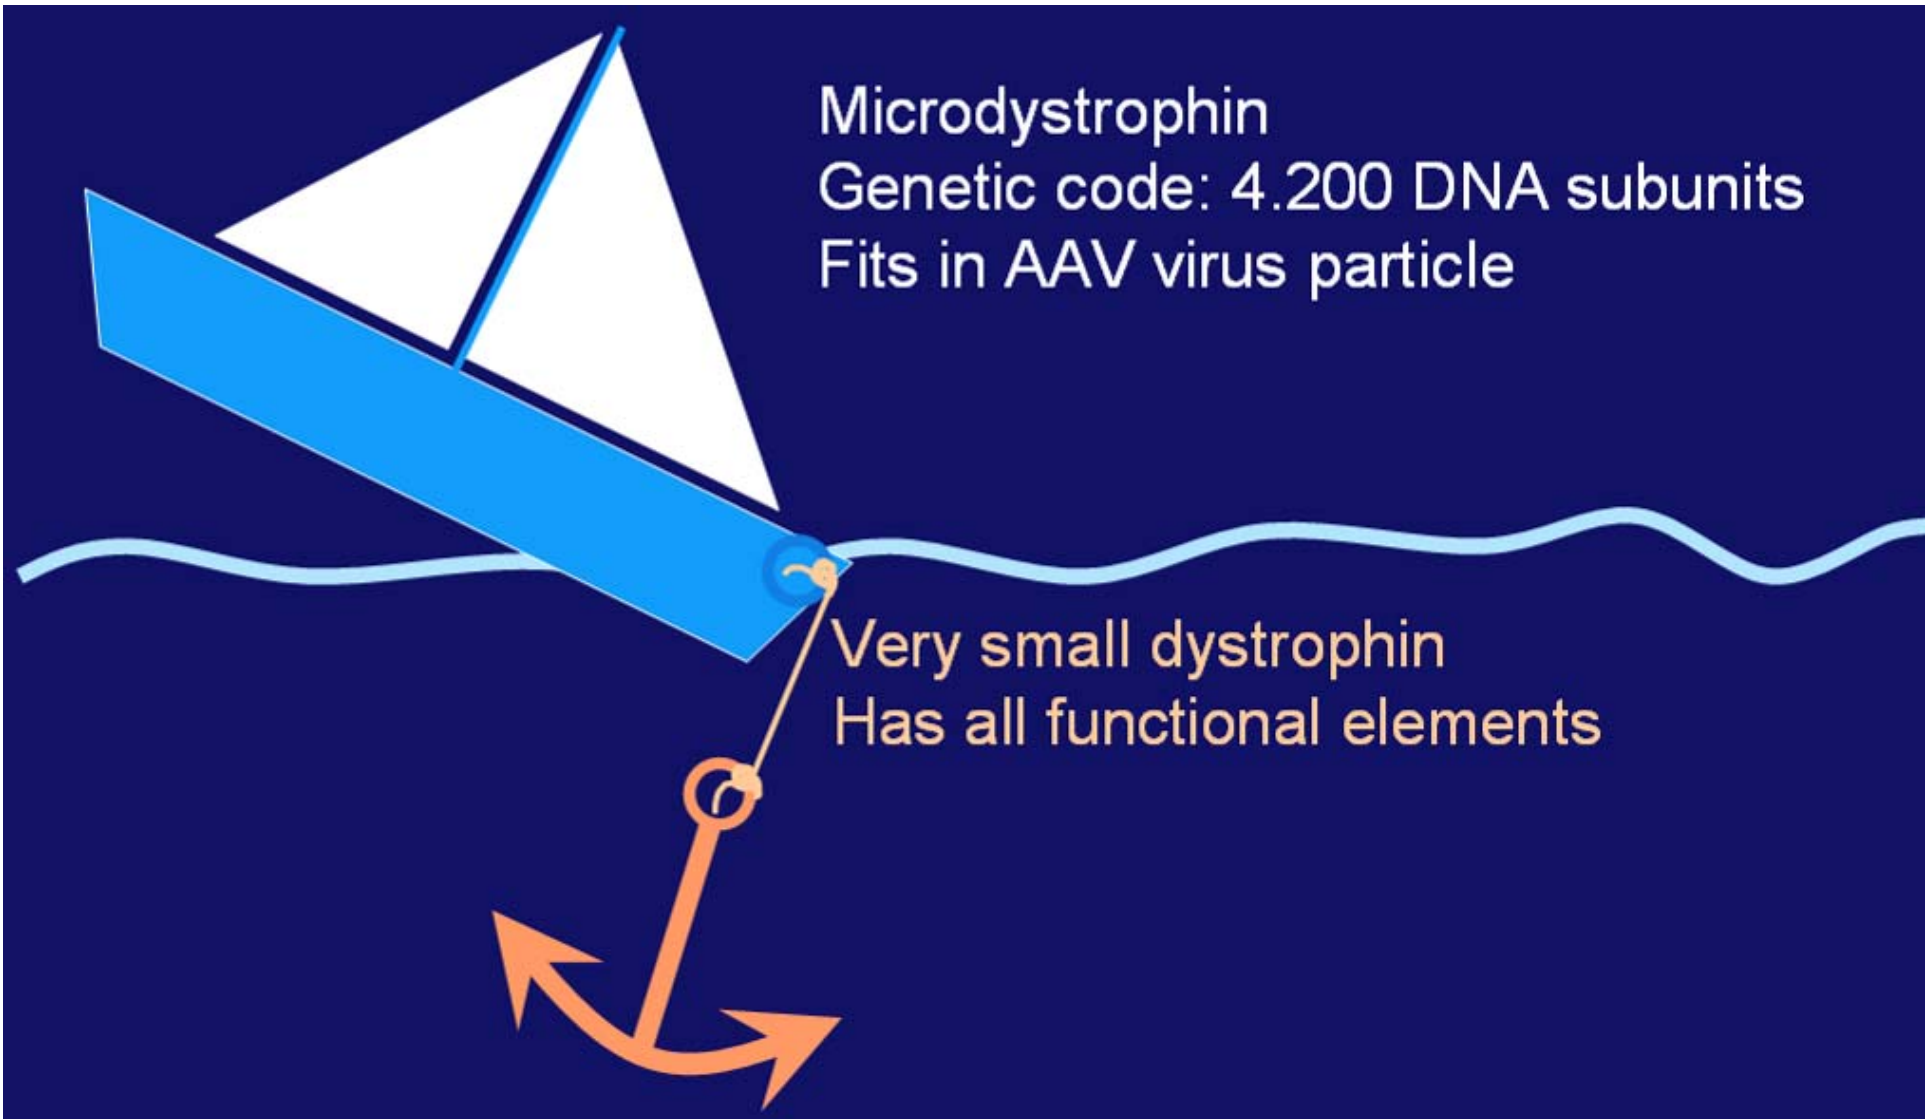 Microdystrophin
Genetic code: 4.200 DNA subunits
Fits in AAV virus particle
Very small dystrophin
Has all functional elements